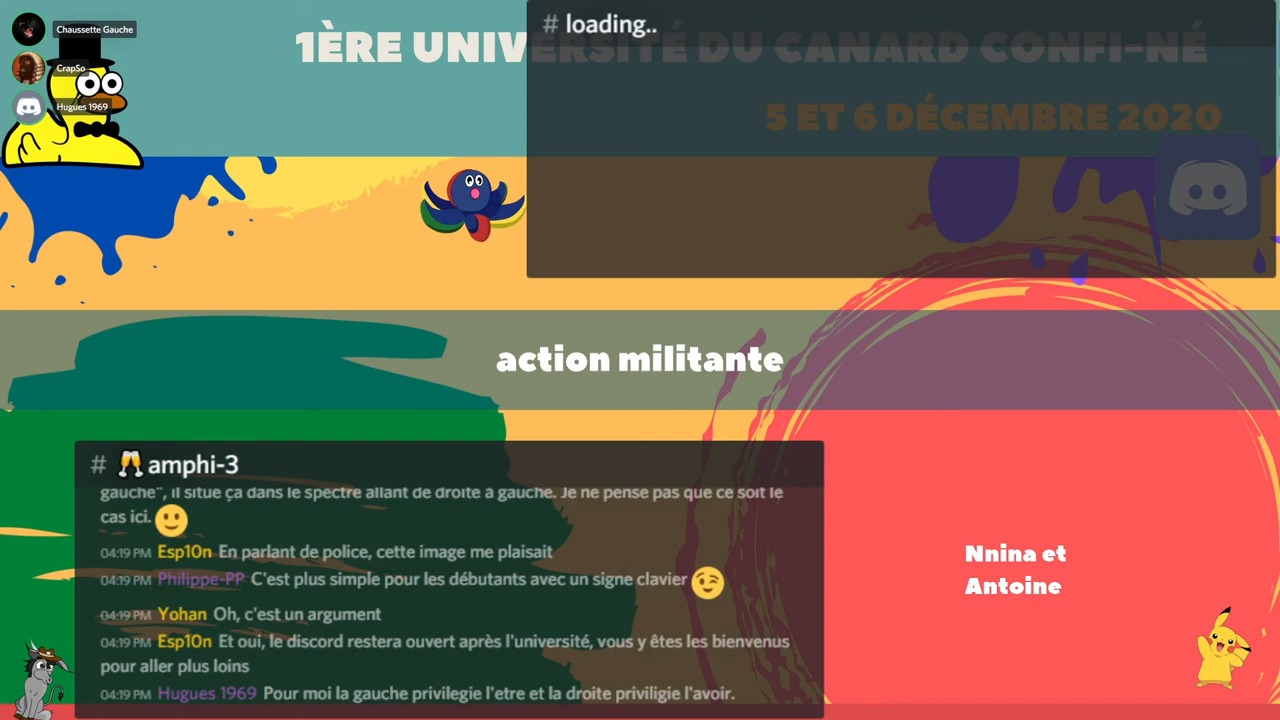 Chaussette Gauche
CrapSo
Hugues 1969
1ÈRE UNIVERSITÉ DU CANARD CONFI-NÉ
5 ET 6 DÉCEMBRE 2020
# loading..
action militante
# amphi-3
gauche", il situe ça dans le spectre allant de droite à gauche. Je ne pense pas que ce soit le
cas ici. 🙂
04:19 PM Esp10n En parlant de police, cette image me plaisait
04:19 PM Philippe-PP C'est plus simple pour les débutants avec un signe clavier 😉
04:19 PM Yohan Oh, c'est un argument
04:19 PM Esp10n Et oui, le discord restera ouvert après l'université, vous y êtes les bienvenus
pour aller plus loins
04:19 PM Hugues 1969 Pour moi la gauche privilegie l'etre et la droite priviligie l'avoir.
Nnina et
Antoine